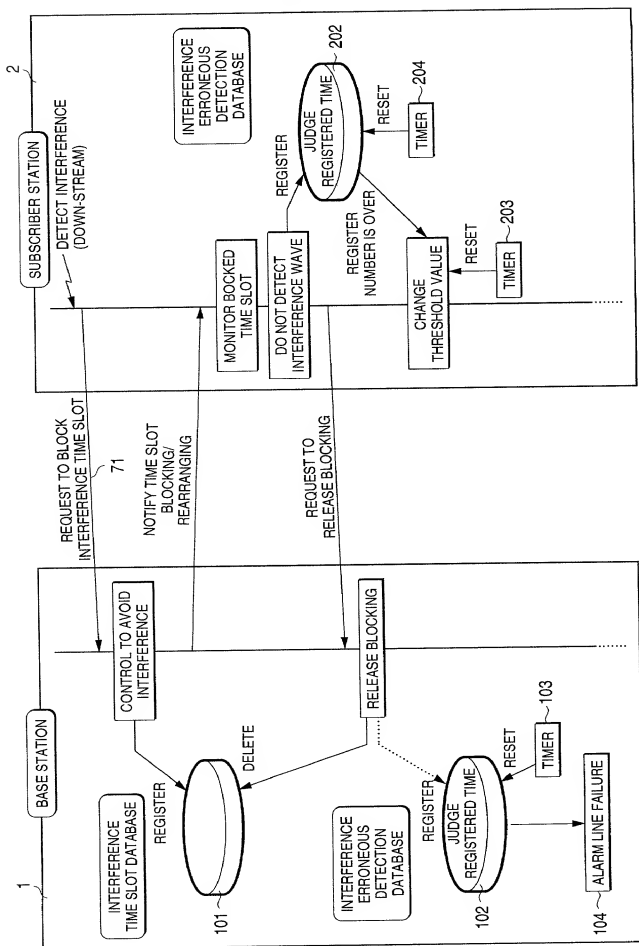 1
BASE STATION
INTERFERENCE
TIME SLOT DATABASE
REGISTER
101
CONTROL TO AVOID
INTERFERENCE
DELETE
RELEASE BLOCKING
INTERFERENCE
ERRONEOUS
DETECTION
DATABASE
REGISTER
JUDGE
REGISTERED TIME
102
RESET
TIMER
103
ALARM LINE FAILURE
104
REQUEST TO BLOCK
INTERFERENCE TIME SLOT
71
NOTIFY TIME SLOT
BLOCKING/
REARRANGING
REQUEST TO
RELEASE BLOCKING
2
SUBSCRIBER STATION
DETECT INTERFERENCE
(DOWN-STREAM)
MONITOR BOCKED
TIME SLOT
DO NOT DETECT
INTERFERENCE WAVE
REGISTER
INTERFERENCE
ERRONEOUS
DETECTION
DATABASE
JUDGE
REGISTERED TIME
202
RESET
TIMER
204
REGISTER
NUMBER IS OVER
CHANGE
THRESHOLD VALUE
RESET
TIMER
203